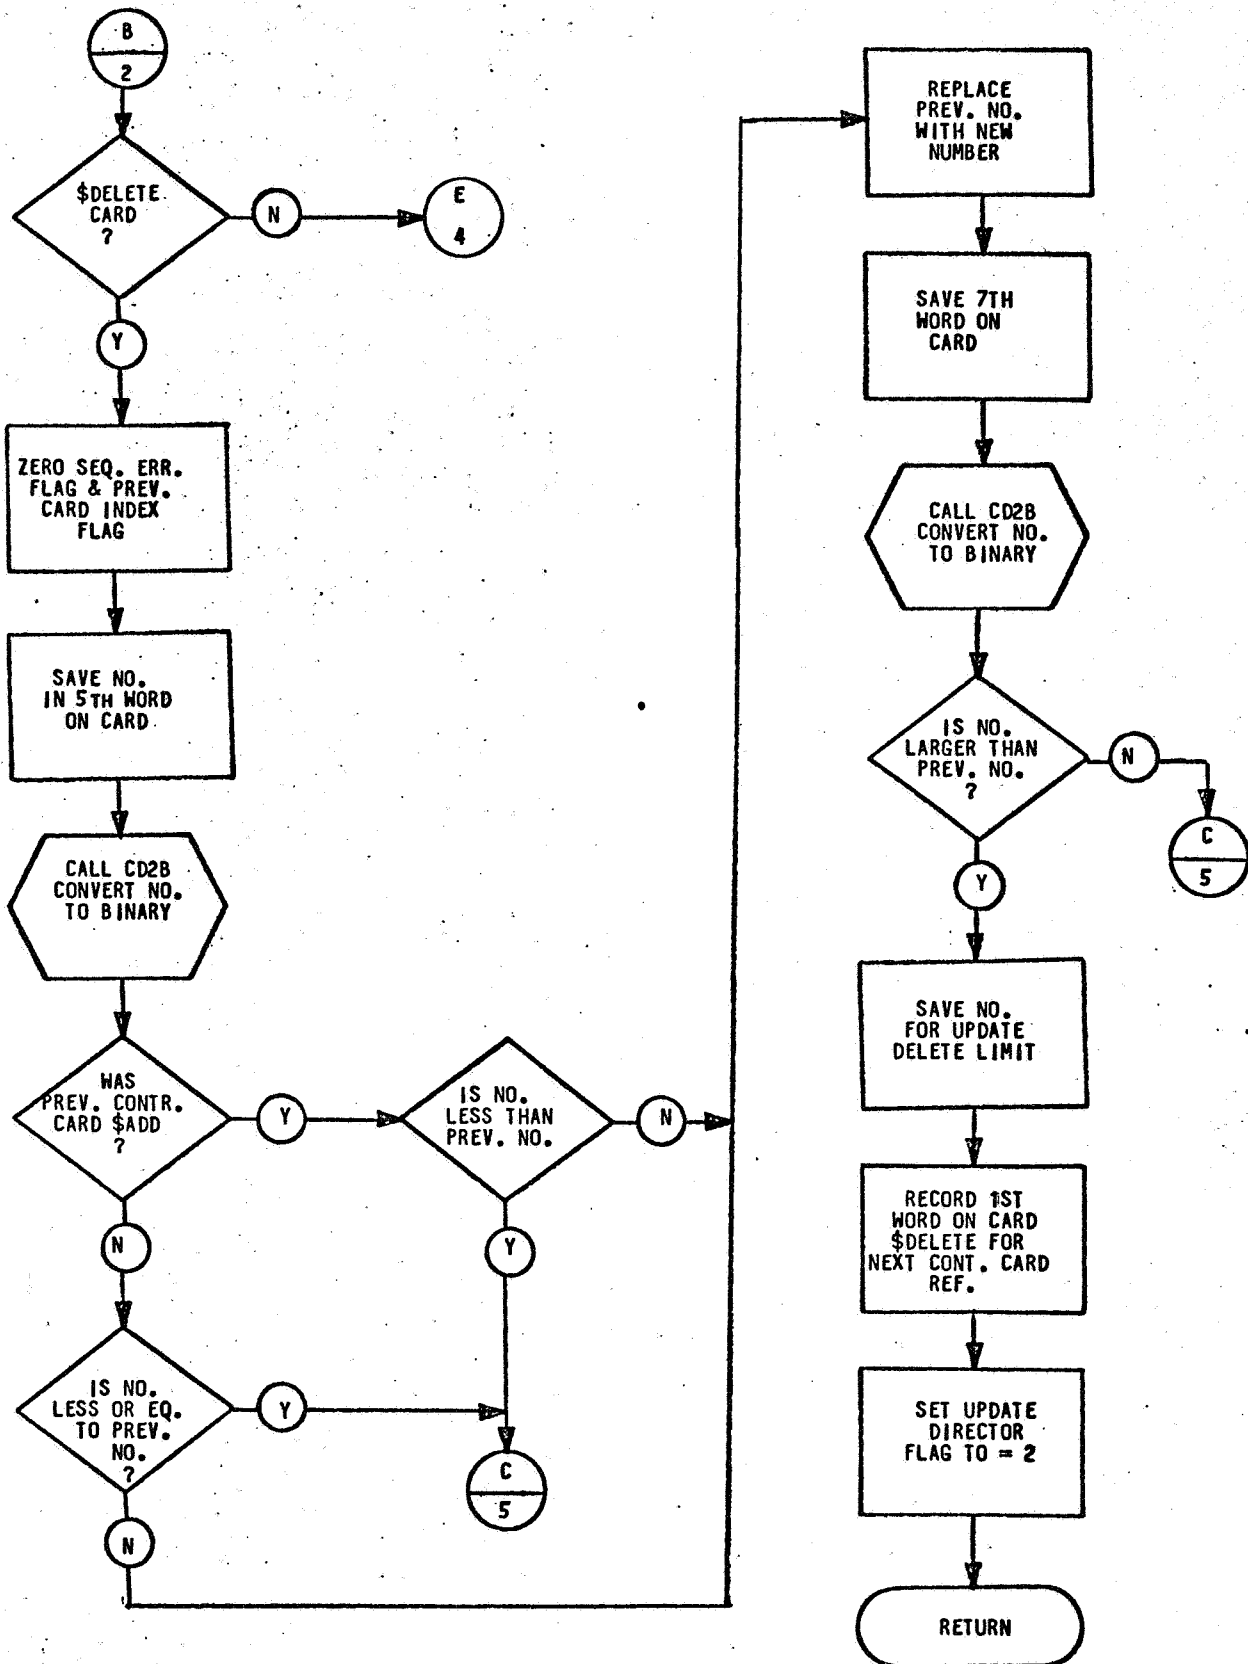 B
2
$DELETE
CARD
?
N
E
4
Y
ZERO SEQ. ERR.
FLAG & PREV.
CARD INDEX
FLAG
SAVE NO.
IN 5TH WORD
ON CARD
CALL CD2B
CONVERT NO.
TO BINARY
WAS
PREV. CONTR.
CARD $ADD
?
Y
IS NO.
LESS THAN
PREV. NO.
N
Y
N
IS NO.
LESS OR EQ.
TO PREV.
NO.
?
Y
C
5
N
REPLACE
PREV. NO.
WITH NEW
NUMBER
SAVE 7TH
WORD ON
CARD
CALL CD2B
CONVERT NO.
TO BINARY
IS NO.
LARGER THAN
PREV. NO.
?
N
C
5
Y
SAVE NO.
FOR UPDATE
DELETE LIMIT
RECORD 1ST
WORD ON CARD
$DELETE FOR
NEXT CONT. CARD
REF.
SET UPDATE
DIRECTOR
FLAG TO = 2
RETURN